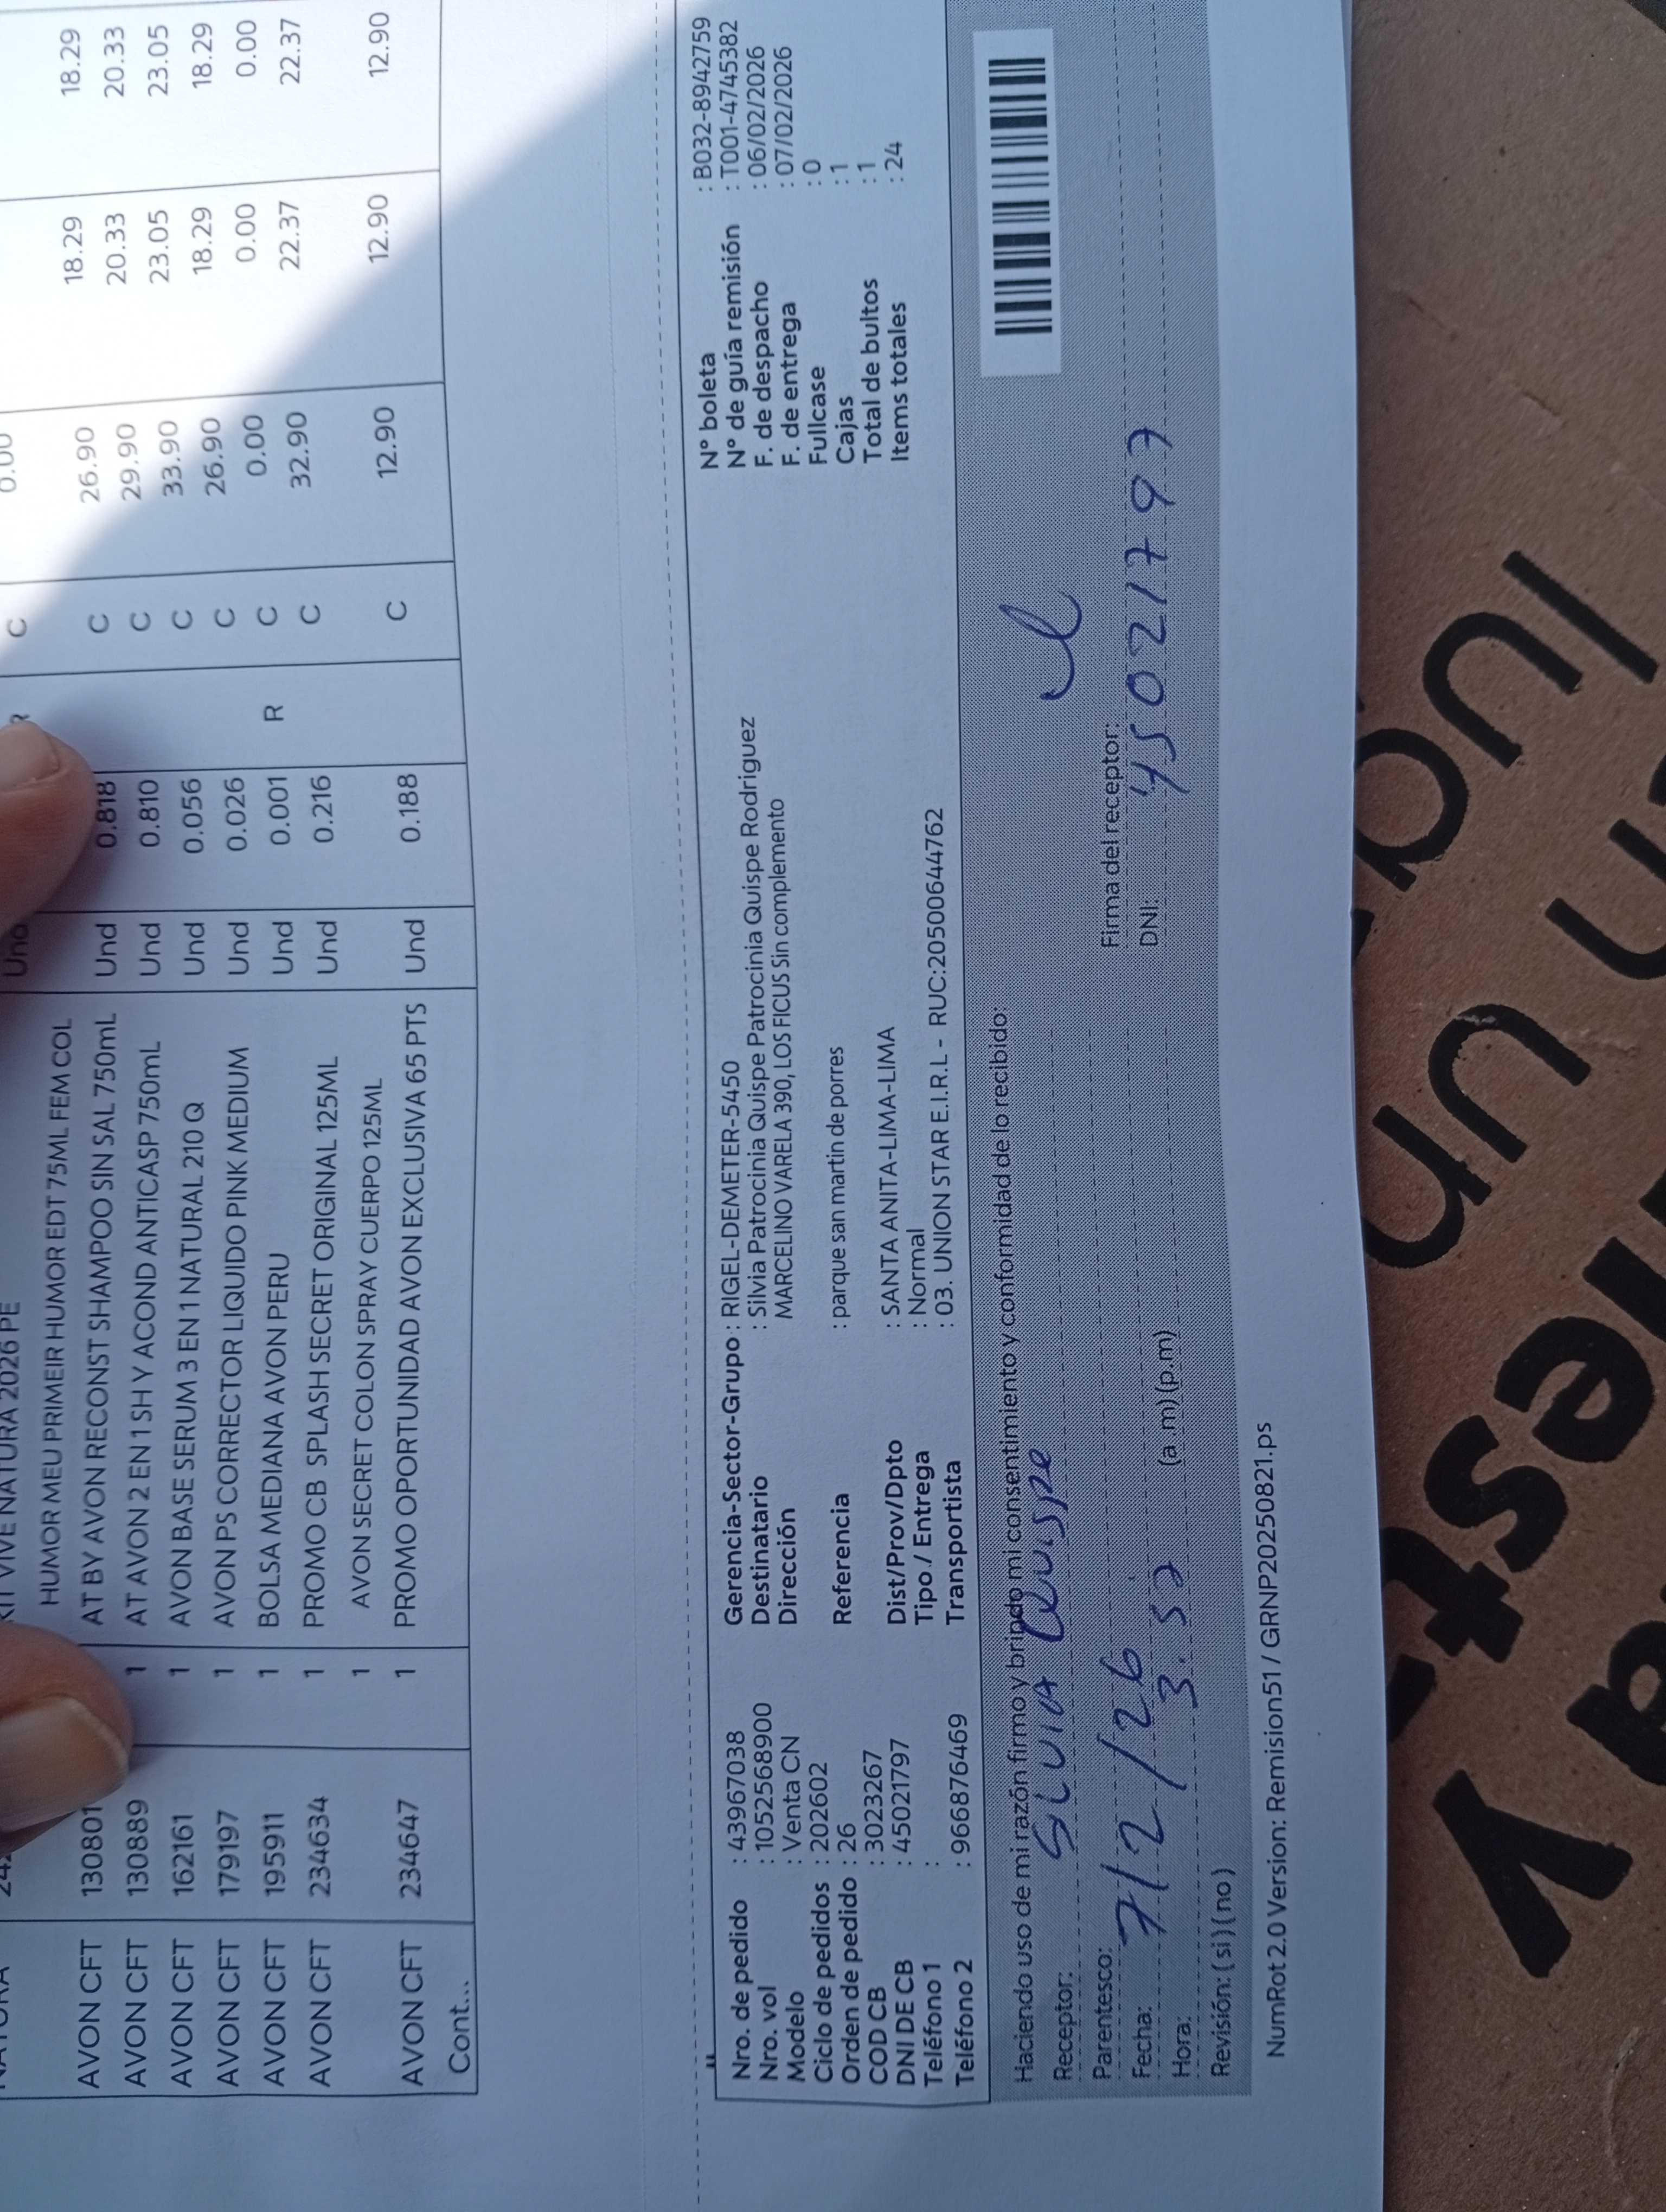 KIT VIVE NATURA 2026 PE
Und C 0.00
HUMOR MEU PRIMEIR HUMOR EDT 75ML FEM COL
AVON CFT 130801 AT BY AVON RECONST SHAMPOO SIN SAL 750mL Und 0.818 C 26.90 18.29 18.29
AVON CFT 130889 1 AT AVON 2 EN 1 SH Y ACOND ANTICASP 750mL Und 0.810 C 29.90 20.33 20.33
AVON CFT 162161 1 AVON BASE SERUM 3 EN 1 NATURAL 210 Q Und 0.056 C 33.90 23.05 23.05
AVON CFT 179197 1 AVON PS CORRECTOR LIQUIDO PINK MEDIUM Und 0.026 C 26.90 18.29 18.29
AVON CFT 195911 1 BOLSA MEDIANA AVON PERU Und 0.001 R C 0.00 0.00 0.00
AVON CFT 234634 1 PROMO CB SPLASH SECRET ORIGINAL 125ML Und 0.216 C 32.90 22.37 22.37
1 AVON SECRET COLON SPRAY CUERPO 125ML
AVON CFT 234647 1 PROMO OPORTUNIDAD AVON EXCLUSIVA 65 PTS Und 0.188 C 12.90 12.90 12.90
Cont...
Nro. de pedido : 43967038
Nro. vol : 1052568900
Modelo : Venta CN
Ciclo de pedidos : 202602
Orden de pedido : 26
COD CB : 3023267
DNI DE CB : 45021797
Teléfono 1 :
Teléfono 2 : 966876469
Gerencia-Sector-Grupo : RIGEL-DEMETER-5450
Destinatario : Silvia Patrocinia Quispe Patrocinia Quispe Rodriguez
Dirección MARCELINO VARELA 390, LOS FICUS Sin complemento
Referencia : parque san martin de porres
Dist/Prov/Dpto : SANTA ANITA-LIMA-LIMA
Tipo./ Entrega : Normal
Transportista : 03. UNION STAR E.I.R.L - RUC:20500644762
N° boleta : B032-8942759
N° de guía remisión : T001-4745382
F. de despacho : 06/02/2026
F. de entrega : 07/02/2026
Fullcase : 0
Cajas : 1
Total de bultos : 1
Items totales : 24
Haciendo uso de mi razón firmo y brindo mi consentimiento y conformidad de lo recibido:
Receptor: Silvia Quispe
Parentesco:
Fecha: 7/2/26
Hora: 3.52 (a .m) (p.m)
Revisión: ( si ) ( no )
Firma del receptor:
DNI: 45021797
NumRot 2.0 Version: Remision51 / GRNP20250821.ps